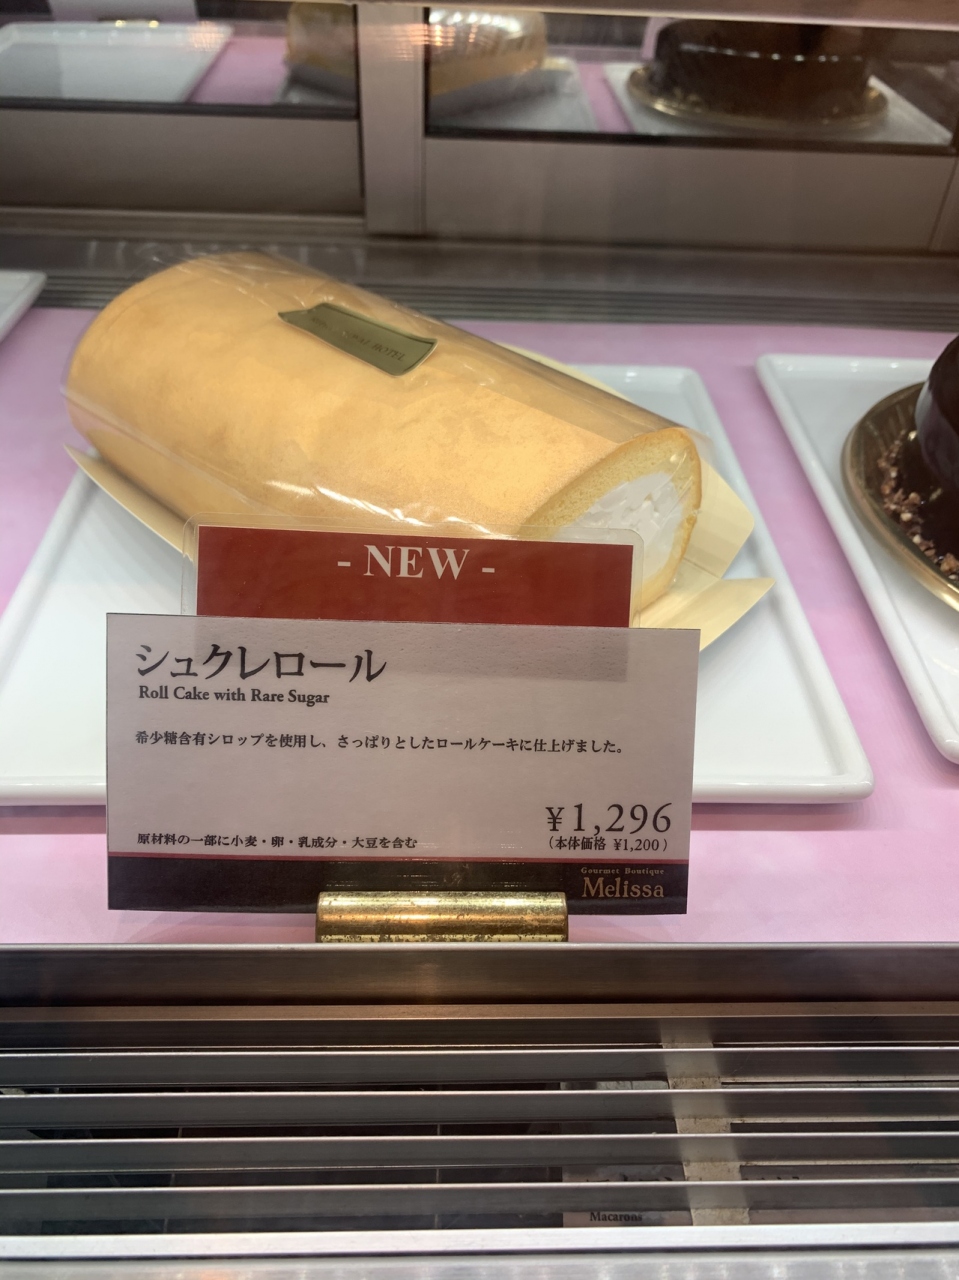 HOTEL
- NEW -
シュクレロール
Roll Cake with Rare Sugar
希少糖含有シロップを使用し、さっぱりとしたロールケーキに仕上げました。
¥1,296
(本体価格 ¥1,200)
原材料の一部に小麦・卵・乳成分・大豆を含む
Gourmet Boutique
Melissa
Macarons